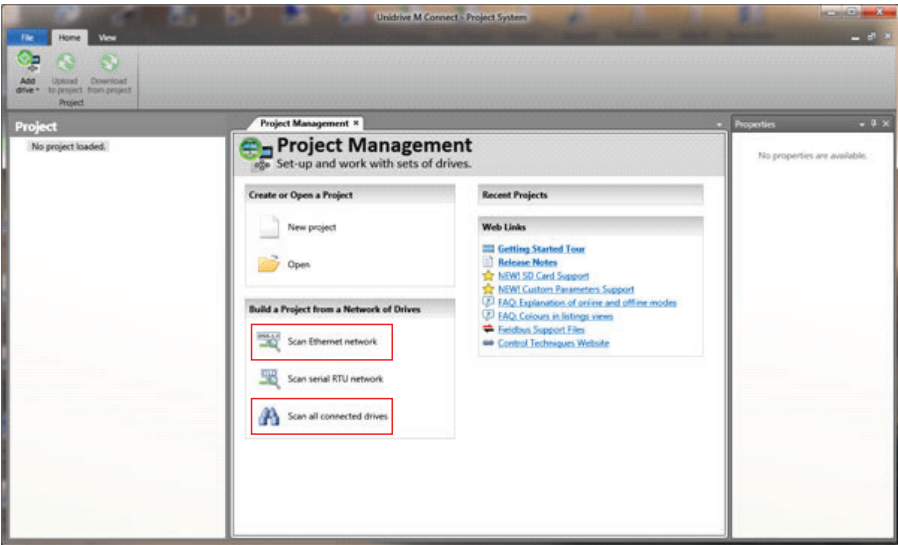 Unidrive M Connect - Project System
File Home View
Add drive
Upload to project
Download from project
Project
Project
No project loaded.
Project Management
Project Management
Set-up and work with sets of drives.
Create or Open a Project
New project
Open
Build a Project from a Network of Drives
Scan Ethernet network
Scan serial RTU network
Scan all connected drives
Recent Projects
Web Links
Getting Started Tour
Release Notes
NEW! SD Card Support
NEW! Custom Parameters Support
FAQ: Explanation of online and offline modes
FAQ: Colours in listings views
Fieldbus Support Files
Control Techniques Website
Properties
No properties are available.